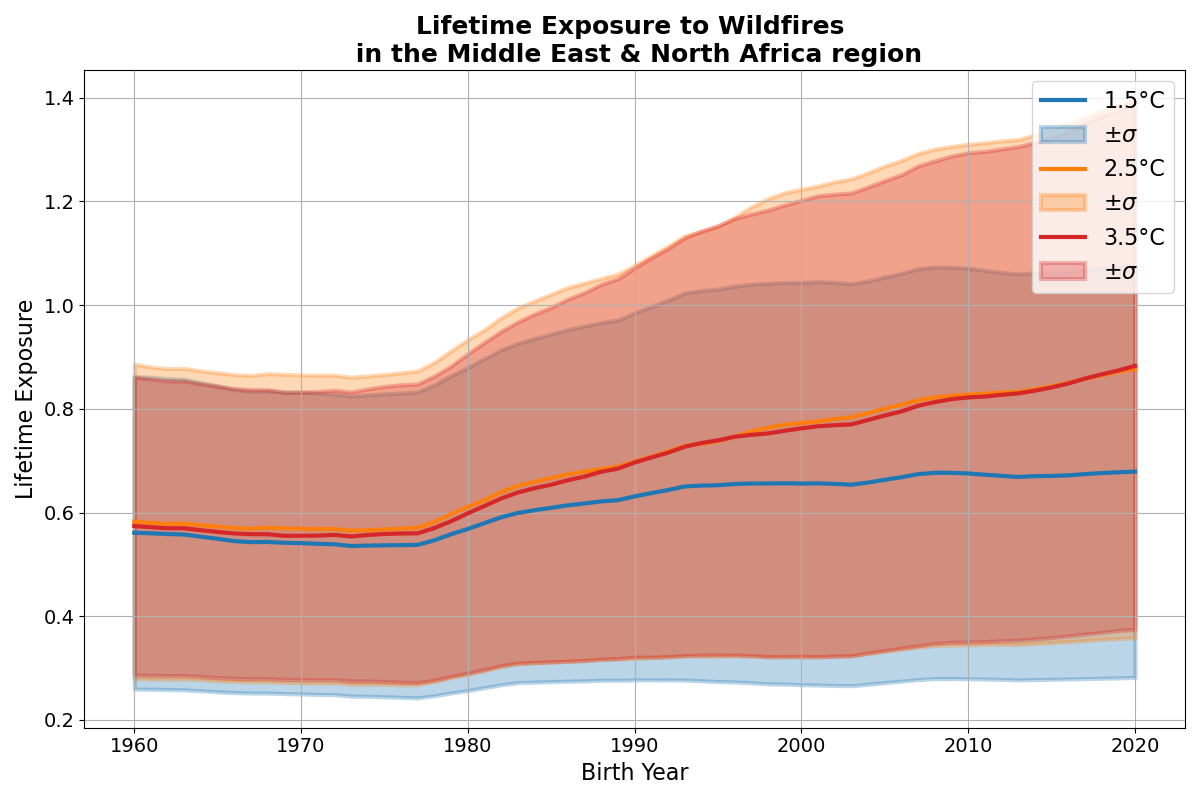 Lifetime Exposure to Wildfires
in the Middle East & North Africa region
1.4
1.2
1.0
0.8
0.6
0.4
0.2
Lifetime Exposure
1.5°C
±σ
2.5°C
±σ
3.5°C
±σ
1960 1970 1980 1990 2000 2010 2020
Birth Year